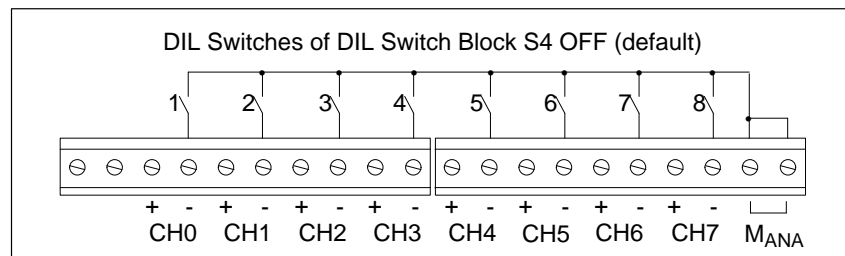 DIL Switches of DIL Switch Block S4 OFF (default)
1 2 3 4 5 6 7 8
+ - + - + - + - + - + - + - + -
CH0 CH1 CH2 CH3 CH4 CH5 CH6 CH7 MANA